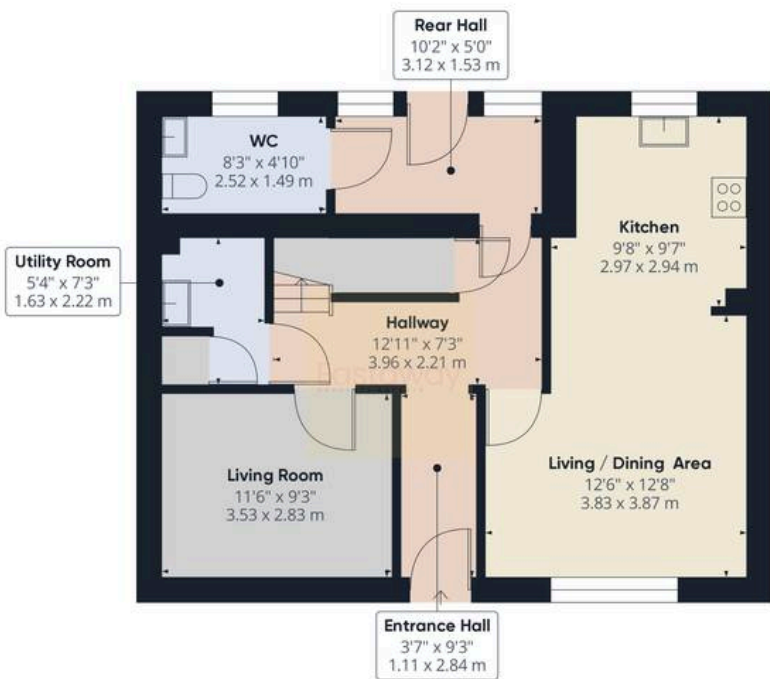 Rear Hall
10'2" x 5'0"
3.12 x 1.53 m
WC
8'3" x 4'10"
2.52 x 1.49 m
Kitchen
9'8" x 9'7"
2.97 x 2.94 m
Utility Room
5'4" x 7'3"
1.63 x 2.22 m
Hallway
12'11" x 7'3"
3.96 x 2.21 m
Living Room
11'6" x 9'3"
3.53 x 2.83 m
Living / Dining Area
12'6" x 12'8"
3.83 x 3.87 m
Entrance Hall
3'7" x 9'3"
1.11 x 2.84 m